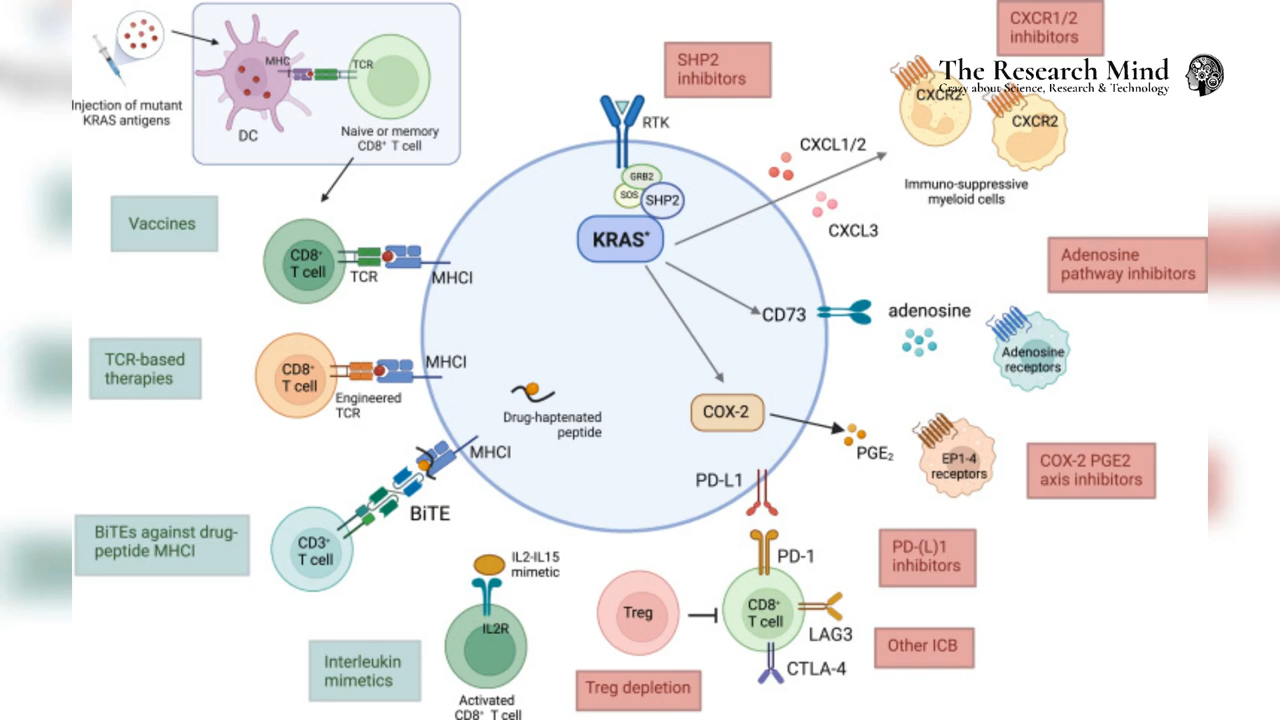 CXCR1/2
inhibitors
The Research Mind
Crazy about Science, Research & Technology
SHP2
inhibitors
MHC
TCR
DC
Naive or memory
CD8⁺ T cell
Injection of mutant
KRAS antigens
RTK
GRB2
SOS
SHP2
KRAS*
CXCL1/2
CXCL3
CXCR2
CXCR2
Immuno-suppressive
myeloid cells
Vaccines
CD8⁺
T cell
TCR
MHCI
Adenosine
pathway inhibitors
CD73
adenosine
Adenosine
receptors
TCR-based
therapies
CD8⁺
T cell
Engineered
TCR
MHCI
Drug-haptenated
peptide
COX-2
PGE₂
EP1-4
receptors
COX-2 PGE2
axis inhibitors
MHCI
BiTE
BiTEs against drug-
peptide MHCI
CD3⁺
T cell
PD-L1
PD-1
PD-(L)1
inhibitors
IL2-IL15
mimetic
IL2R
Activated
CD8⁺ T cell
Interleukin
mimetics
Treg
Treg depletion
CD8⁺
T cell
LAG3
CTLA-4
Other ICB